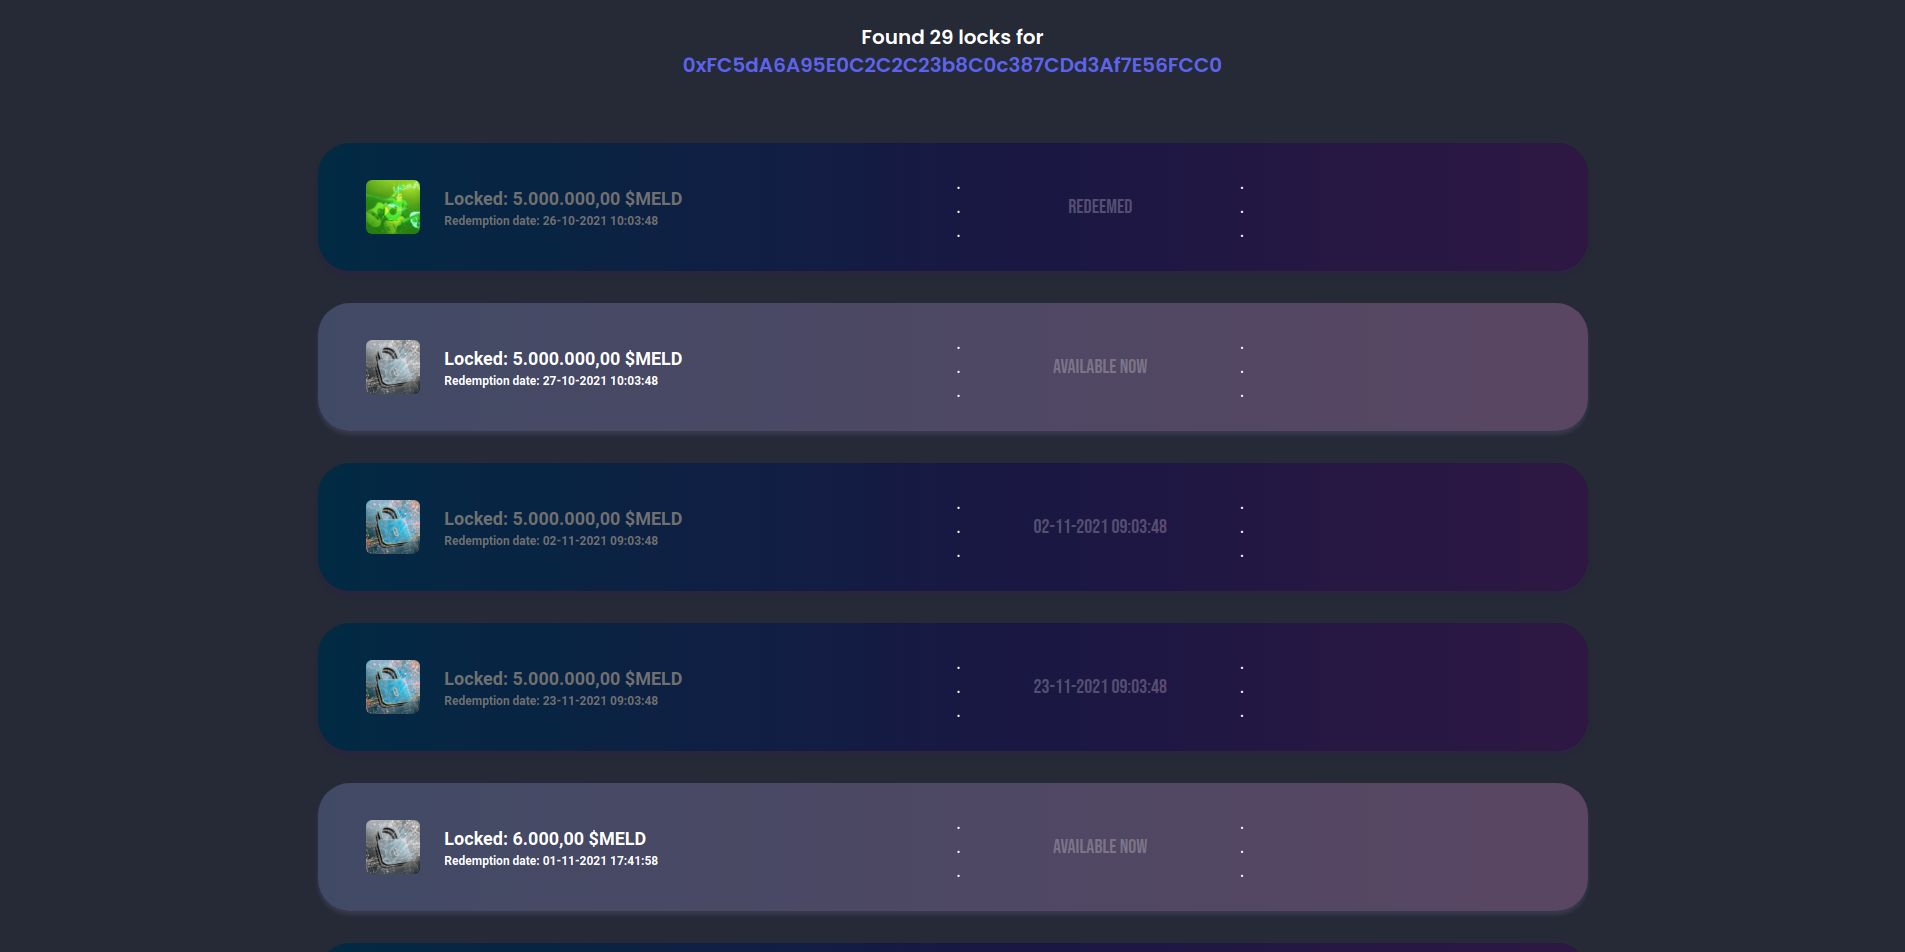 Found 29 locks for
0xFC5dA6A95E0C2C2C23b8C0c387CDd3Af7E56FCC0
Locked: 5.000.000,00 $MELD
Redemption date: 26-10-2021 10:03:48
REDEEMED
Locked: 5.000.000,00 $MELD
Redemption date: 27-10-2021 10:03:48
AVAILABLE NOW
Locked: 5.000.000,00 $MELD
Redemption date: 02-11-2021 09:03:48
02-11-2021 09:03:48
Locked: 5.000.000,00 $MELD
Redemption date: 23-11-2021 09:03:48
23-11-2021 09:03:48
Locked: 6.000,00 $MELD
Redemption date: 01-11-2021 17:41:58
AVAILABLE NOW